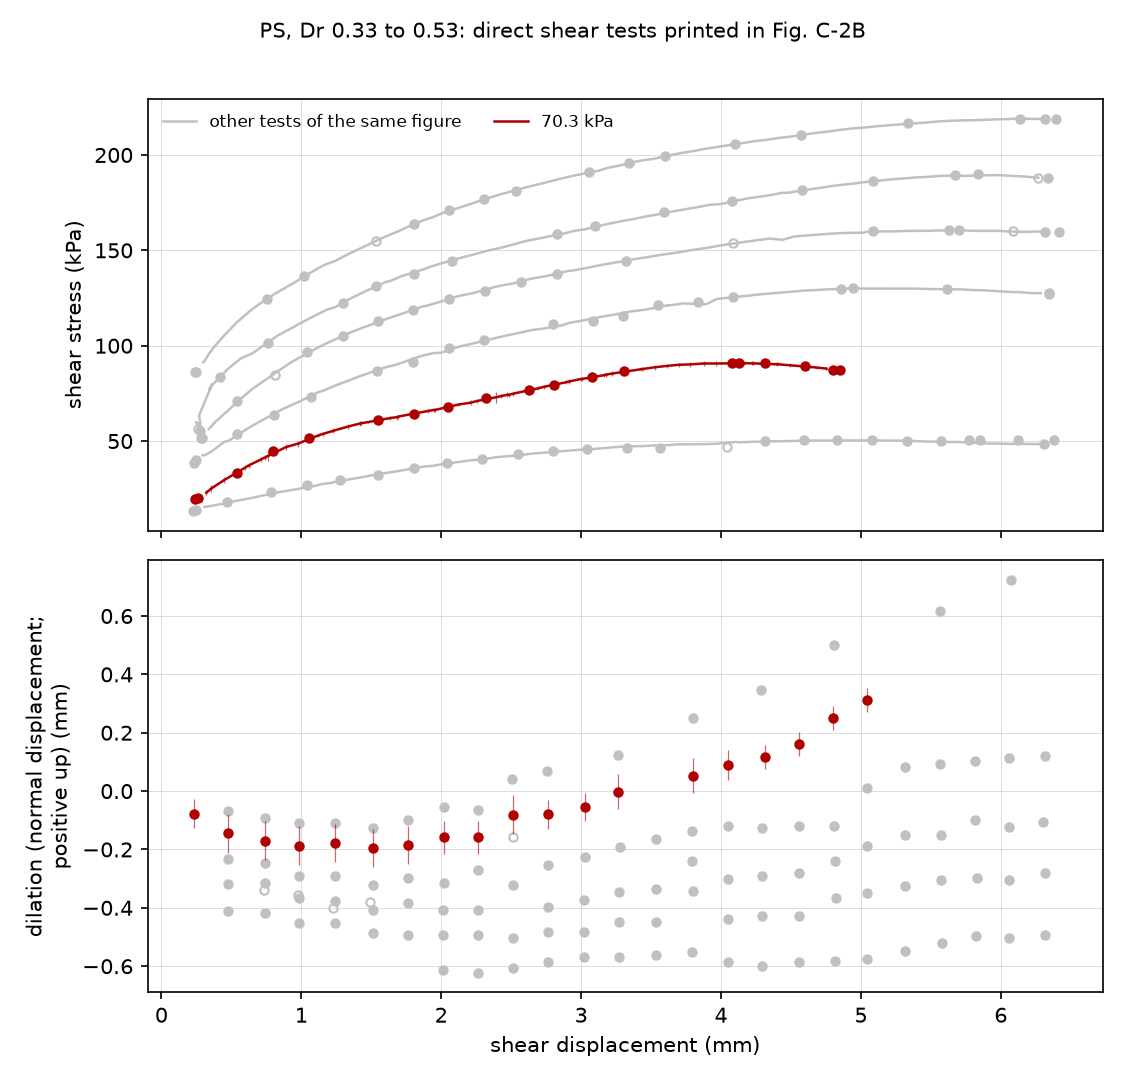 PS, Dr 0.33 to 0.53: direct shear tests printed in Fig. C-2B
other tests of the same figure
70.3 kPa
shear stress (kPa)
200
150
100
50
dilation (normal displacement;
positive up) (mm)
0.6
0.4
0.2
0.0
−0.2
−0.4
−0.6
0 1 2 3 4 5 6
shear displacement (mm)